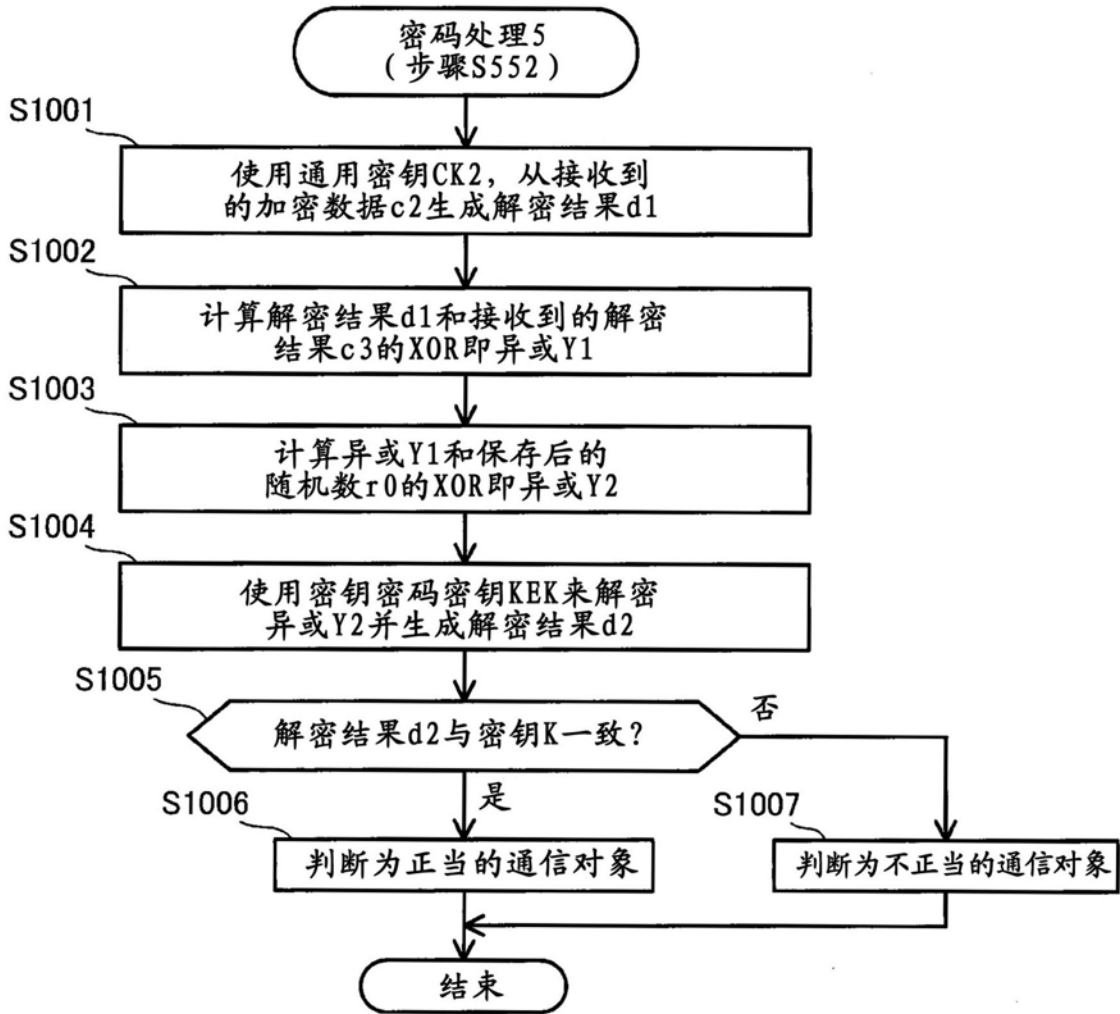 密码处理5
(步骤S552)
S1001
使用通用密钥CK2, 从接收到
的加密数据c2生成解密结果d1
S1002
计算解密结果d1和接收到的解密
结果c3的XOR即异或Y1
S1003
计算异或Y1和保存后的
随机数r0的XOR即异或Y2
S1004
使用密钥密码密钥KEK来解密
异或Y2并生成解密结果d2
S1005
解密结果d2与密钥K一致?
否
是
S1006
判断为正当的通信对象
S1007
判断为不正当的通信对象
结束